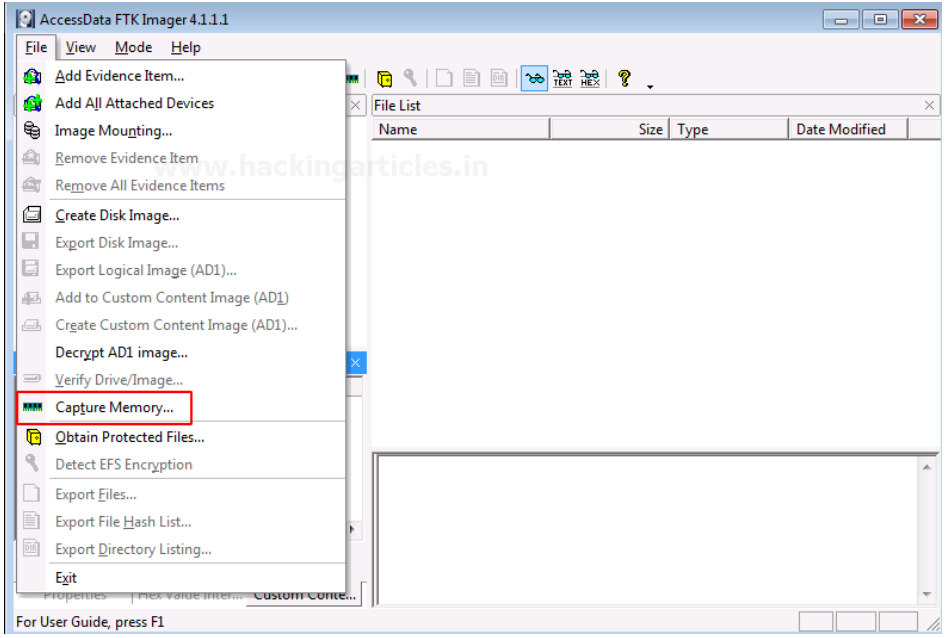 AccessData FTK Imager 4.1.1.1
File View Mode Help
Add Evidence Item...
Add All Attached Devices
Image Mounting...
Remove Evidence Item
Remove All Evidence Items
Create Disk Image...
Export Disk Image...
Export Logical Image (AD1)...
Add to Custom Content Image (AD1)
Create Custom Content Image (AD1)...
Decrypt AD1 image...
Verify Drive/Image...
Capture Memory...
Obtain Protected Files...
Detect EFS Encryption
Export Files...
Export File Hash List...
Export Directory Listing...
Exit
TEXT HEX
File List
Name Size Type Date Modified
www.hackingarticles.in
Properties Hex Value Inter... Custom Conte...
For User Guide, press F1